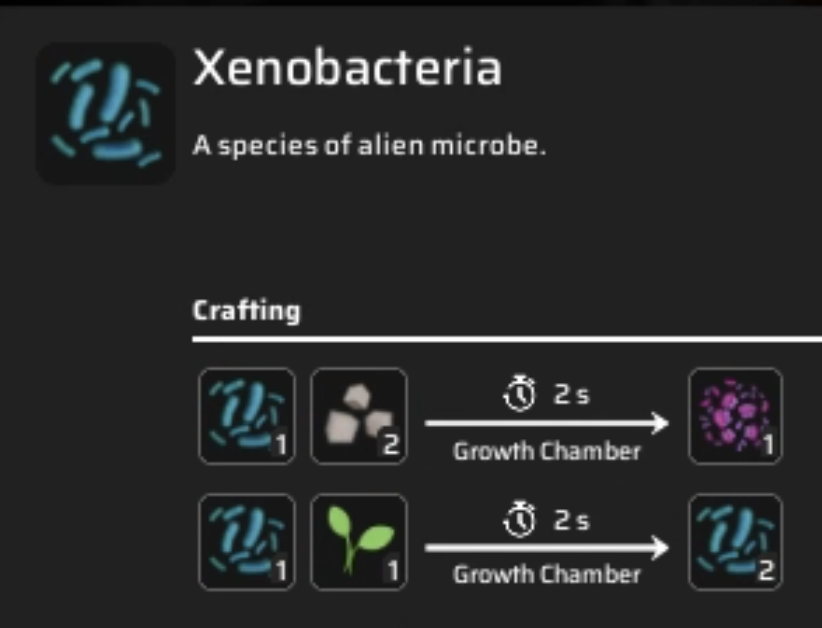 Xenobacteria
A species of alien microbe.
Crafting
2 s
1 2 Growth Chamber 1
2 s
1 1 Growth Chamber 2